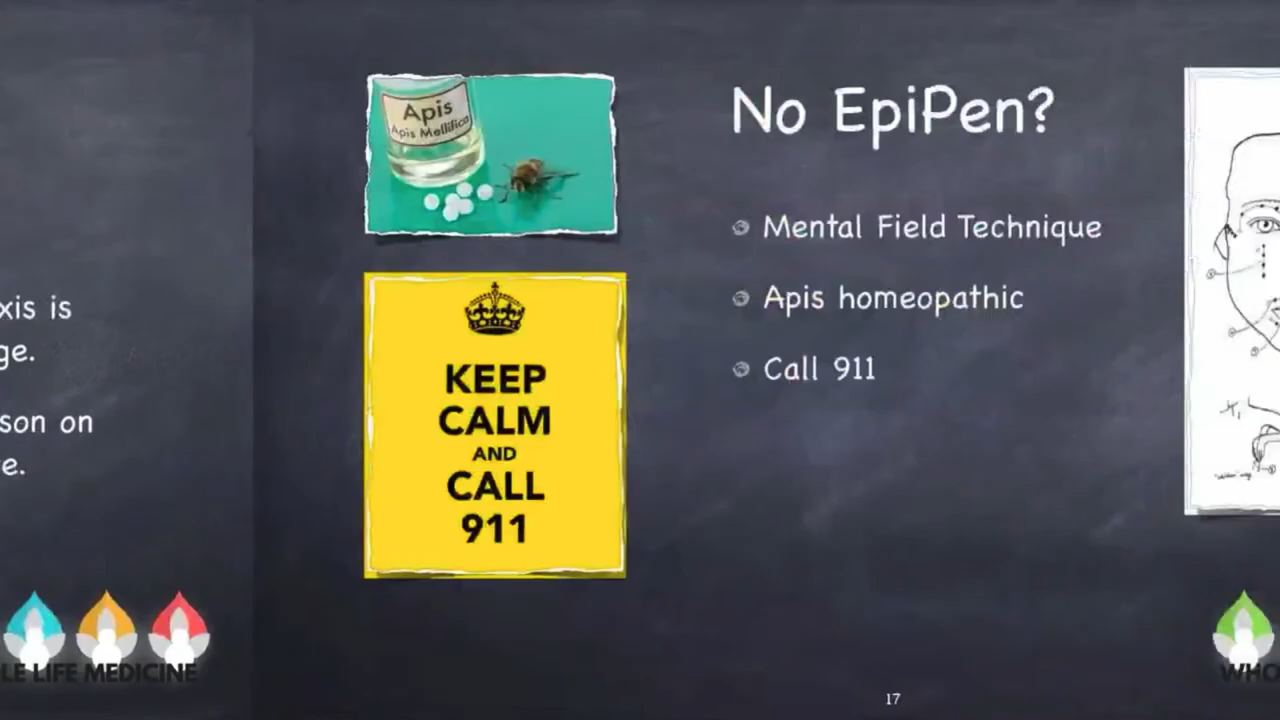 xis is
ge.
son on
e.
LE LIFE MEDICINE
Apis
Apis Mellifica
KEEP
CALM
AND
CALL
911
No EpiPen?
Mental Field Technique
Apis homeopathic
Call 911
17
WHO